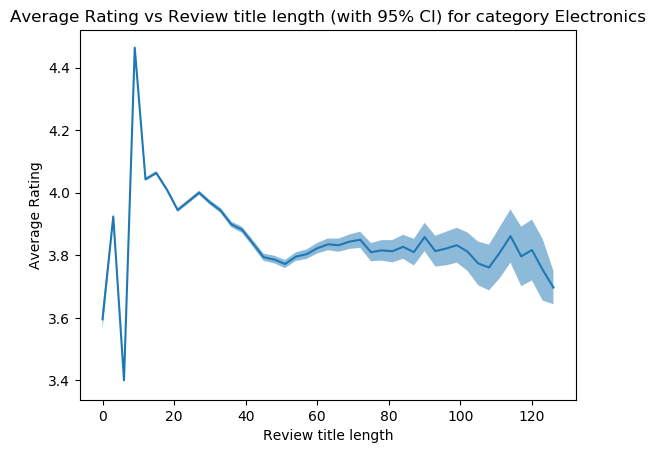 Average Rating vs Review title length (with 95% CI) for category Electronics
4.4
4.2
4.0
3.8
3.6
3.4
Average Rating
0 20 40 60 80 100 120
Review title length